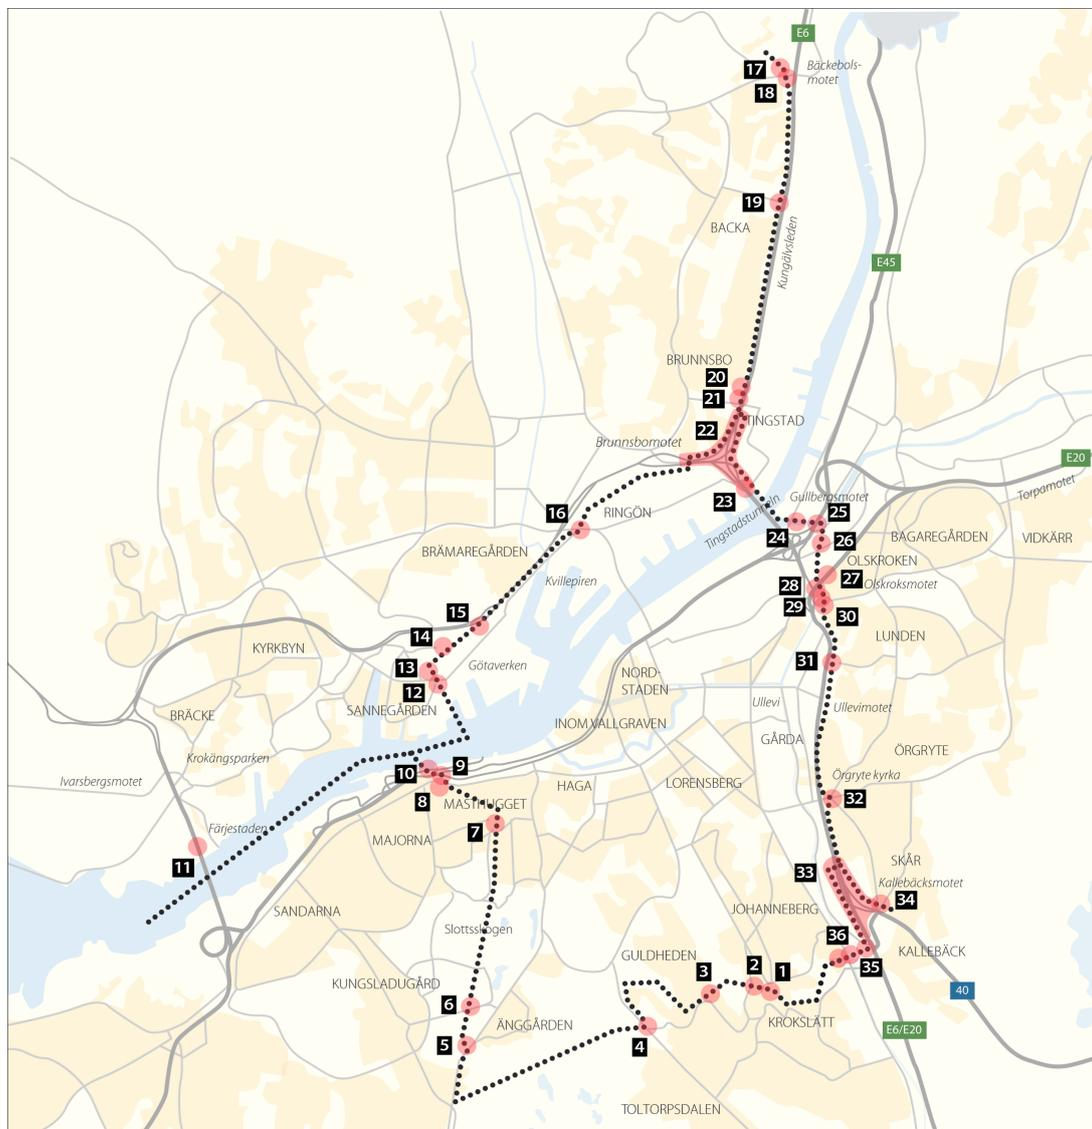 E6
17
Bäckebols-
motet
18
19
BACKA
Kungälvsleden
E45
BRUNNSBO
20
21
TINGSTAD
22
Brunnsbomotet
E20
Torpamotet
23
Gullbergsmotet
16
RINGÖN
Tingstadstunneln
25
24
26
BAGAREGÅRDEN
VIDKÄRR
BRÄMAREGÅRDEN
OLSKROKEN
27
Kvillepiren
28
Olskroksmotet
29
30
15
14
LUNDEN
KYRKBYN
13
Götaverken
31
12
NORD-
STADEN
SANNEGÅRDEN
Ullevi
Ullevimotet
BRÄCKE
INOM VALLGRAVEN
GÅRDA
ÖRGRYTE
Krokängsparken
9
10
Ivarsbergsmotet
HAGA
LORENSBERG
Örgryte kyrka
8
MASTHUGGET
32
Färjestaden
7
MAJORNA
11
SKÅR
33
Kallebäcksmotet
34
SANDARNA
JOHANNEBERG
Slottsskogen
36
KALLEBÄCK
GULDHEDEN
35
KUNGSLADUGÅRD
3
2
1
40
6
ÄNGGÅRDEN
KROKSLÄTT
E6/E20
5
4
TOLTORPSDALEN